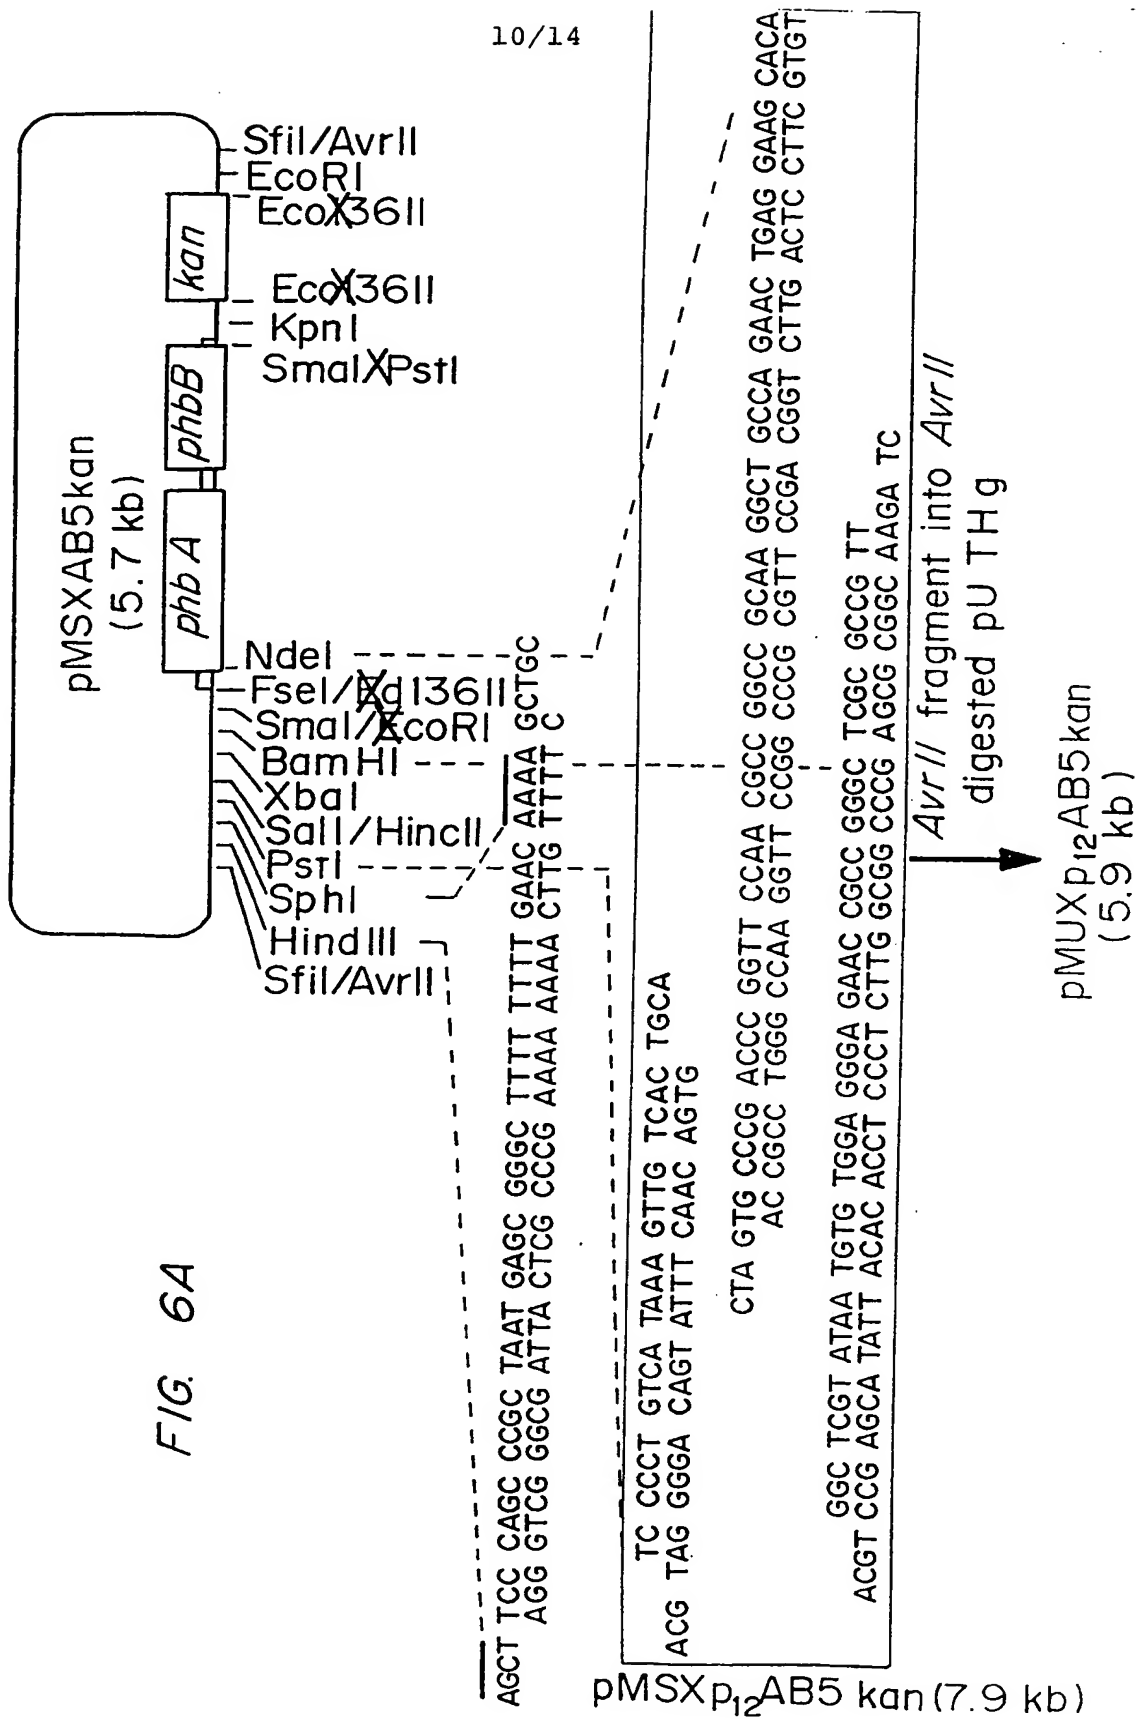 10/14
FIG. 6A
pMSXAB5kan
(5.7 kb)
phbA
phbB
kan
SfiI/AvrII
HindIII
SphI
PstI
SalI/HincII
XbaI
BamHI
SmaI/EcoRI
FseI/Ecl136II
NdeI
SmaIXPstI
KpnI
EcoX36II
EcoX36II
EcoRI
SfiI/AvrII
AGCT TCC CAGC CCGC TAAT GAGC GGGC TTTT TTTT GAAC AAAA GCTGC
AGG GTCG GGCG ATTA CTCG CCCG AAAA AAAA CTTG TTTT C
TC CCCT GTCA TAAA GTTG TCAC TGCA
ACG TAG GGGA CAGT ATTT CAAC AGTG
CTA GTG CCCG ACCC GGTT CCAA CGCC GGCC GCAA GGCT GCCA GAAC TGAG GAAG CACA
AC CGCC TGGG CCAA GGTT CCGG CCCG CGTT CCGA CGGT CTTG ACTC CTTC GTGT
GGC TCGT ATAA TGTG TGGA GGGA GAAC CGCC GGGC TCGC GCCG TT
ACGT CCG AGCA TATT ACAC ACCT CCCT CTTG GCGG CCCG AGCG CGGC AAGA TC
pMSXp12AB5 kan (7.9 kb)
AvrII fragment into AvrII
digested pUTHg
pMUXp12AB5kan
(5.9 kb)